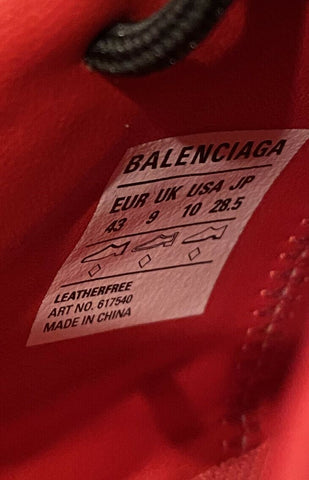 BALENCIAGA
EUR UK USA JP
43 9 10 28.5
LEATHERFREE
ART NO. 617540
MADE IN CHINA